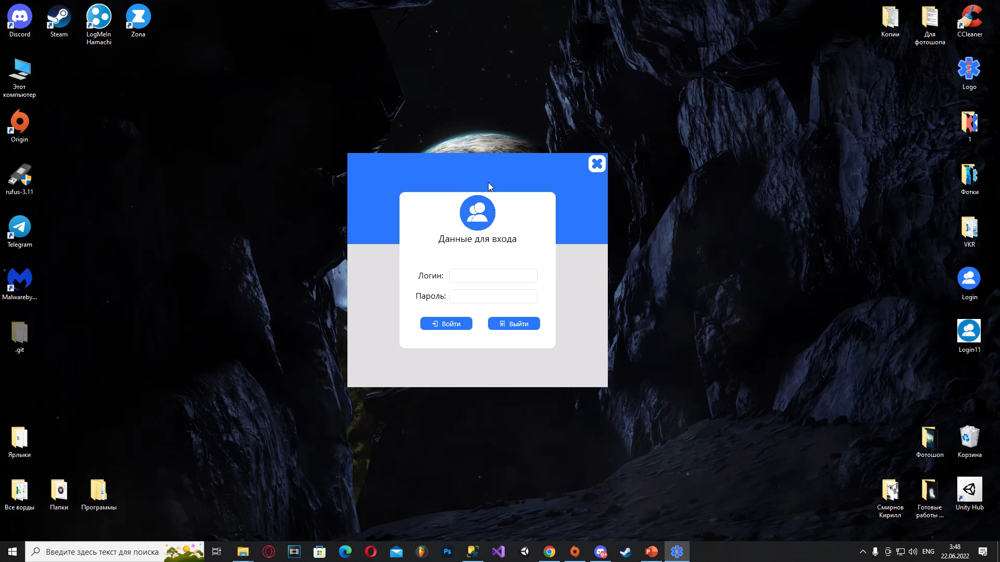 Discord
Steam
LogMeIn
Hamachi
Zona
Этот
компьютер
Origin
rufus-3.11
Telegram
Malwareby...
.git
Ярлыки
Все ворды
Папки
Программы
Данные для входа
Логин:
Пароль:
Войти
Выйти
Копии
Для
фотошопа
CCleaner
Logo
1
Фотки
VKR
Login
Login11
Фотошоп
Корзина
Смирнов
Кирилл
Готовые
работы ...
Unity Hub
Введите здесь текст для поиска
Ps
9+
P
ENG
3:48
22.06.2022